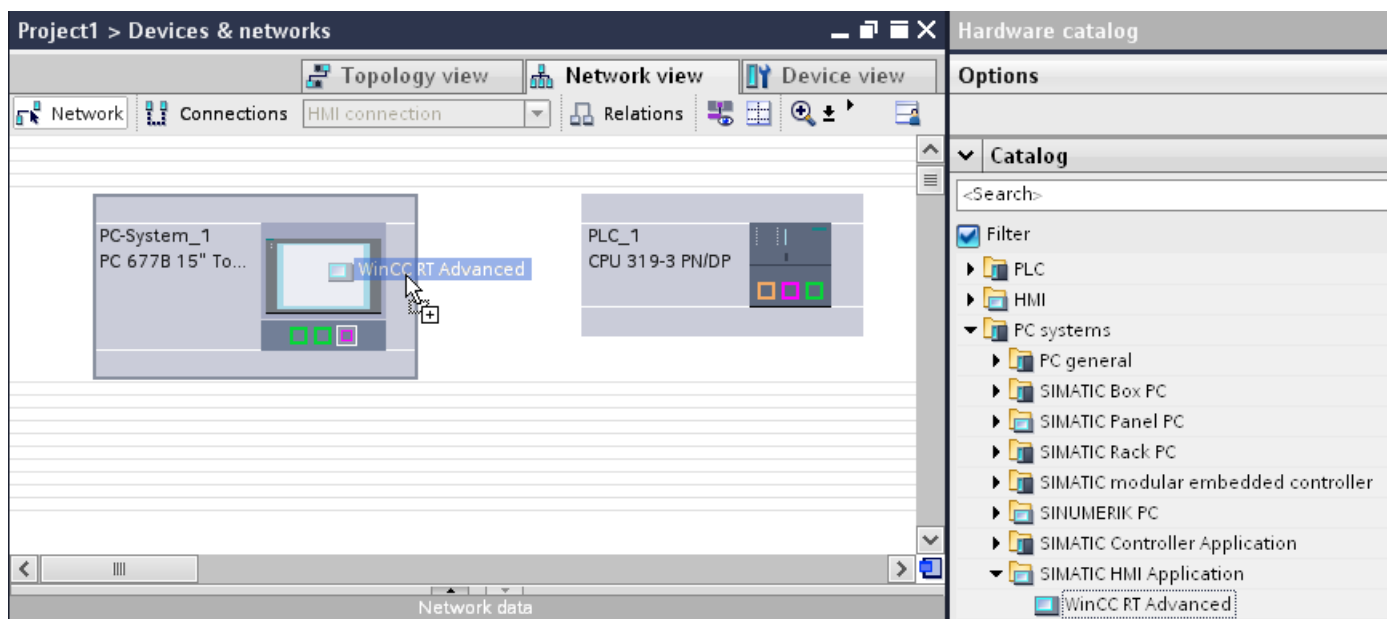 Project1 > Devices & networks
Hardware catalog
Topology view
Network view
Device view
Options
Network
Connections
HMI connection
Relations
Catalog
<Search>
Filter
PC-System_1
PC 677B 15" To...
WinCC RT Advanced
PLC_1
CPU 319-3 PN/DP
PLC
HMI
PC systems
PC general
SIMATIC Box PC
SIMATIC Panel PC
SIMATIC Rack PC
SIMATIC modular embedded controller
SINUMERIK PC
SIMATIC Controller Application
SIMATIC HMI Application
WinCC RT Advanced
Network data